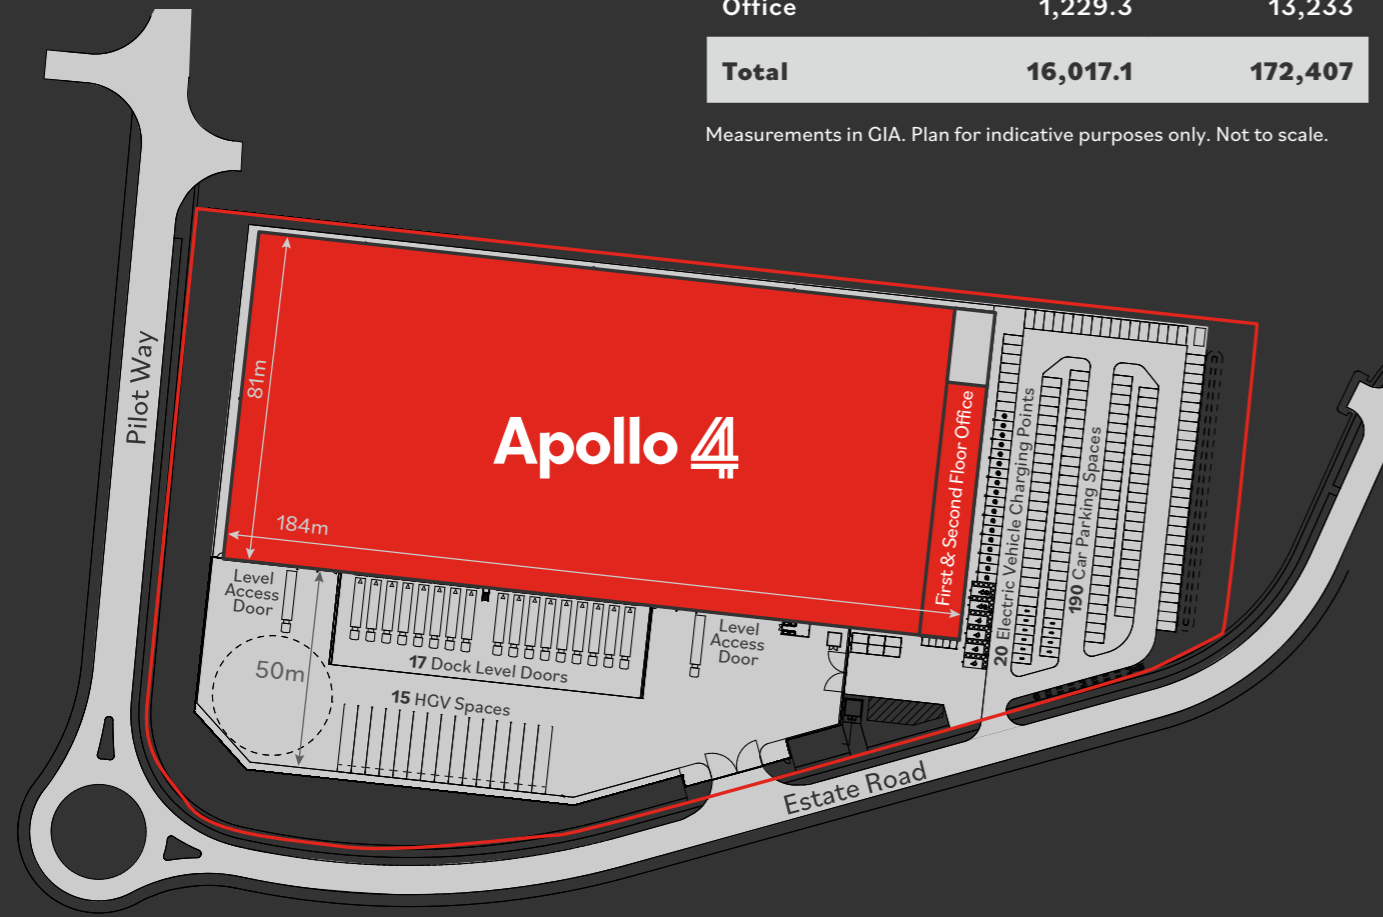 Office 1,229.3 13,233
Total 16,017.1 172,407
Measurements in GIA. Plan for indicative purposes only. Not to scale.
Pilot Way
81m
Apollo 4
184m
First & Second Floor Office
20 Electric Vehicle Charging Points
190 Car Parking Spaces
Level
Access
Door
Level
Access
Door
17 Dock Level Doors
50m
15 HGV Spaces
Estate Road